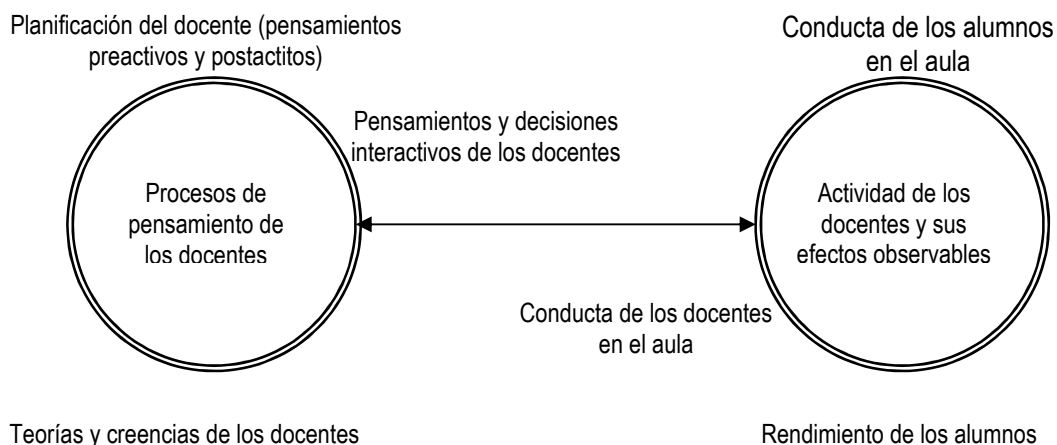 Planificación del docente (pensamientos
preactivos y postactitos)
Conducta de los alumnos
en el aula
Pensamientos y decisiones
interactivos de los docentes
Procesos de
pensamiento de
los docentes
Actividad de los
docentes y sus
efectos observables
Conducta de los docentes
en el aula
Teorías y creencias de los docentes
Rendimiento de los alumnos